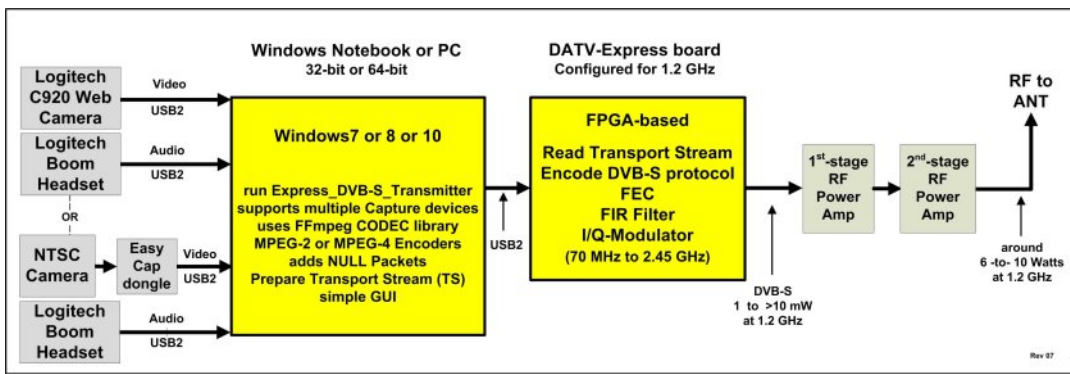 Windows Notebook or PC
32-bit or 64-bit
DATV-Express board
Configured for 1.2 GHz
Logitech
C920 Web
Camera
Video
USB2
Logitech
Boom
Headset
Audio
USB2
OR
NTSC
Camera
Easy
Cap
dongle
Video
USB2
Logitech
Boom
Headset
Audio
USB2
Windows7 or 8 or 10
run Express_DVB-S_Transmitter
supports multiple Capture devices
uses FFmpeg CODEC library
MPEG-2 or MPEG-4 Encoders
adds NULL Packets
Prepare Transport Stream (TS)
simple GUI
USB2
FPGA-based
Read Transport Stream
Encode DVB-S protocol
FEC
FIR Filter
I/Q-Modulator
(70 MHz to 2.45 GHz)
DVB-S
1 to >10 mW
at 1.2 GHz
1st-stage
RF
Power
Amp
2nd-stage
RF
Power
Amp
RF to
ANT
around
6 -to- 10 Watts
at 1.2 GHz
Rev 07